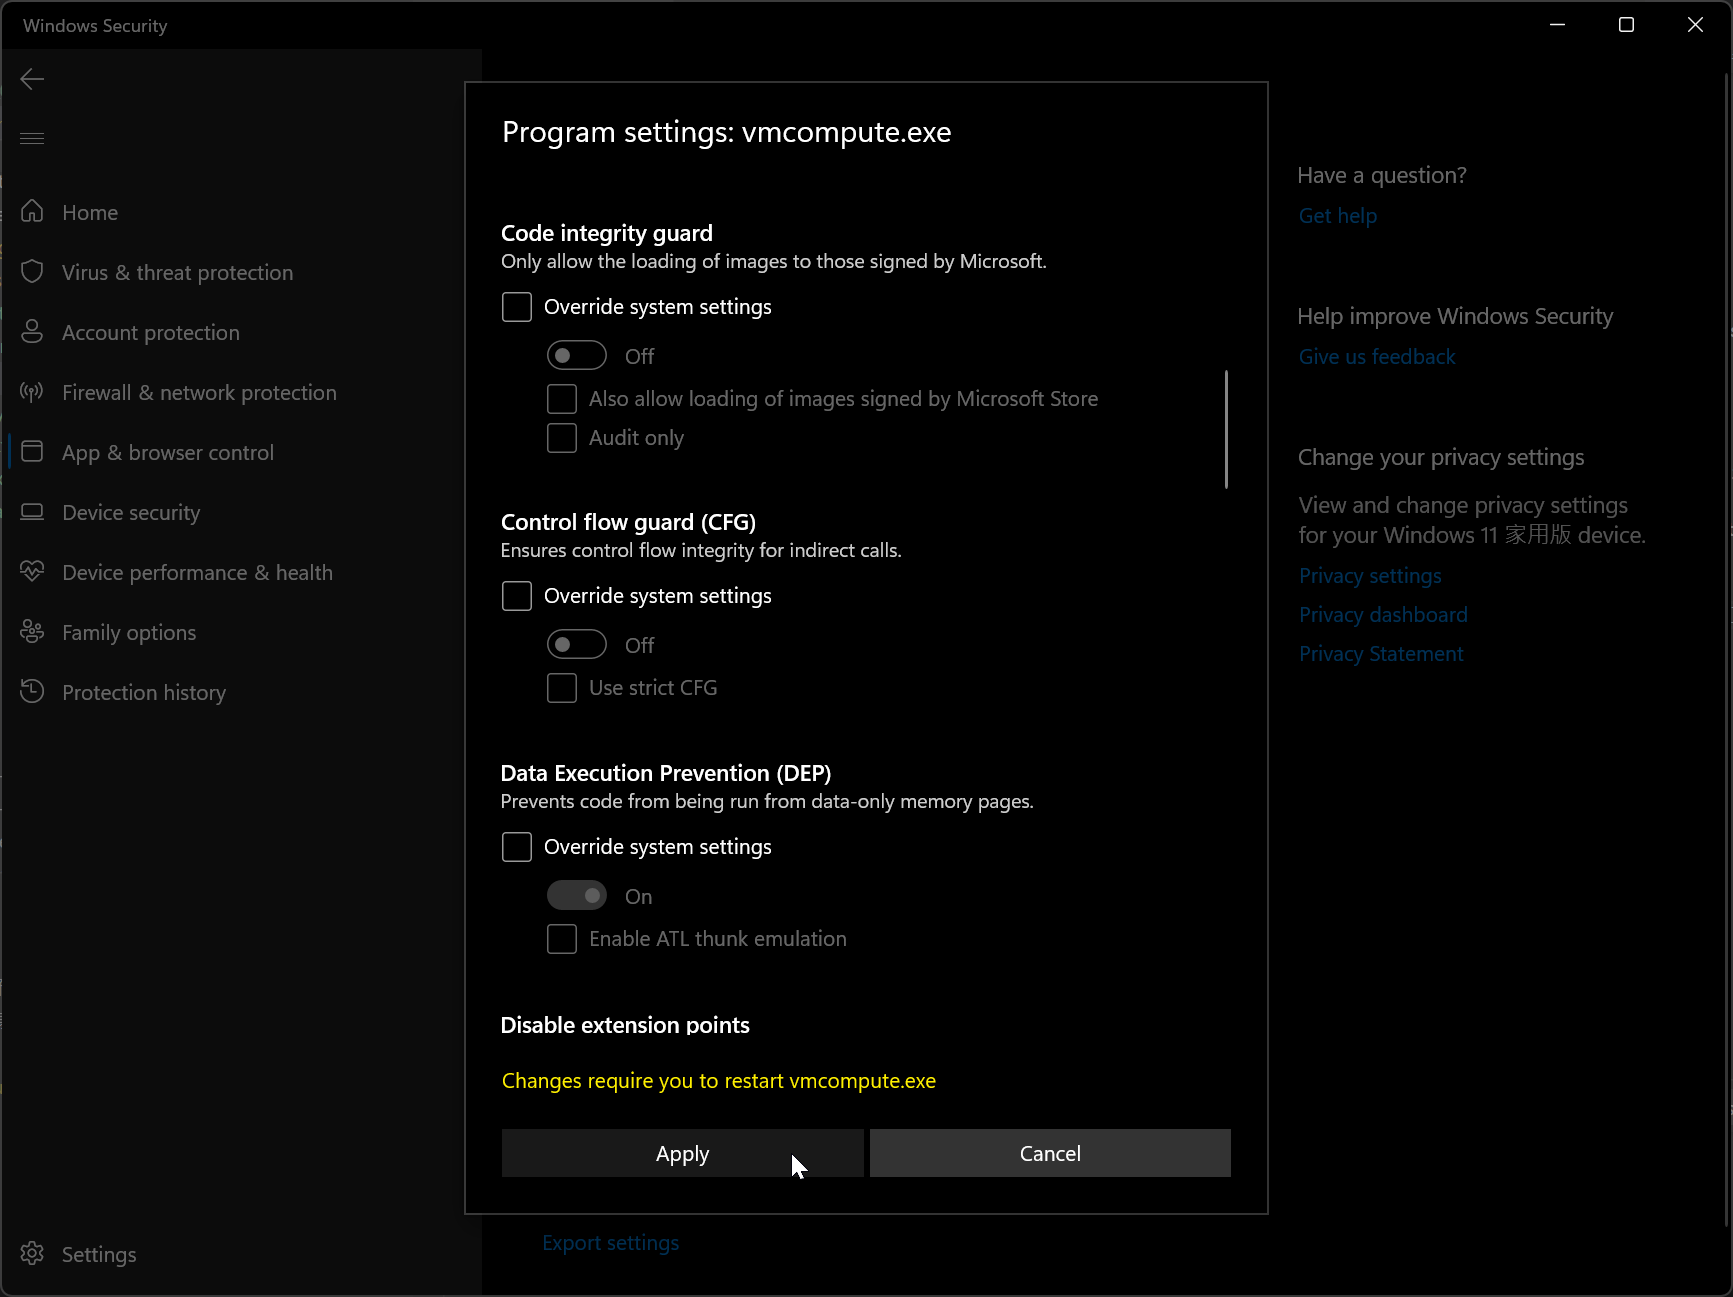 Windows Security
Home
Virus & threat protection
Account protection
Firewall & network protection
App & browser control
Device security
Device performance & health
Family options
Protection history
Settings
Program settings: vmcompute.exe
Code integrity guard
Only allow the loading of images to those signed by Microsoft.
Override system settings
Off
Also allow loading of images signed by Microsoft Store
Audit only
Control flow guard (CFG)
Ensures control flow integrity for indirect calls.
Override system settings
Off
Use strict CFG
Data Execution Prevention (DEP)
Prevents code from being run from data-only memory pages.
Override system settings
On
Enable ATL thunk emulation
Disable extension points
Changes require you to restart vmcompute.exe
Apply
Cancel
Export settings
Have a question?
Get help
Help improve Windows Security
Give us feedback
Change your privacy settings
View and change privacy settings
for your Windows 11 家用版 device.
Privacy settings
Privacy dashboard
Privacy Statement